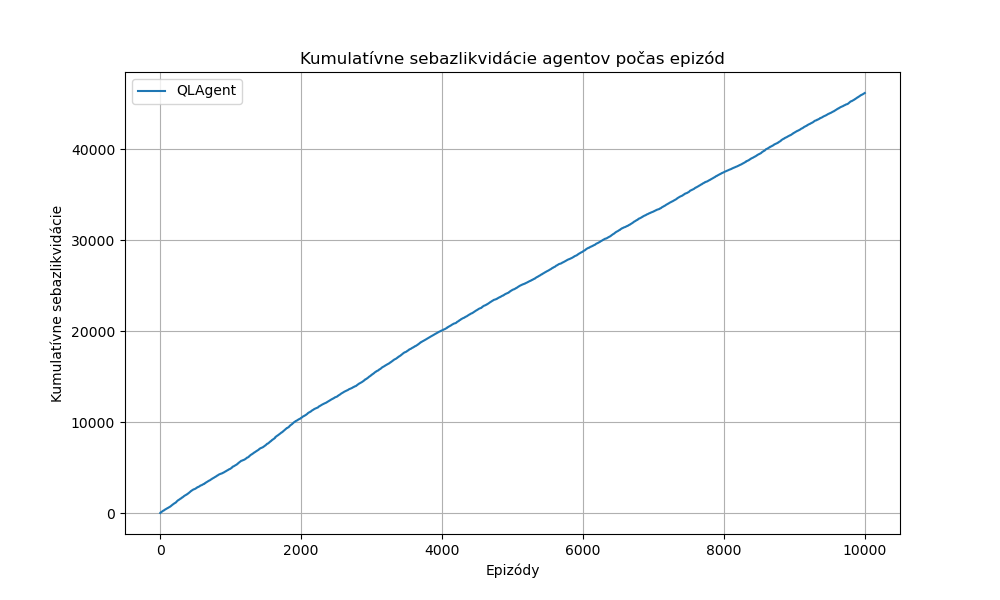 Kumulatívne sebazlikvidácie agentov počas epizód
QLAgent
Kumulatívne sebazlikvidácie
40000
30000
20000
10000
0
0 2000 4000 6000 8000 10000
Epizódy